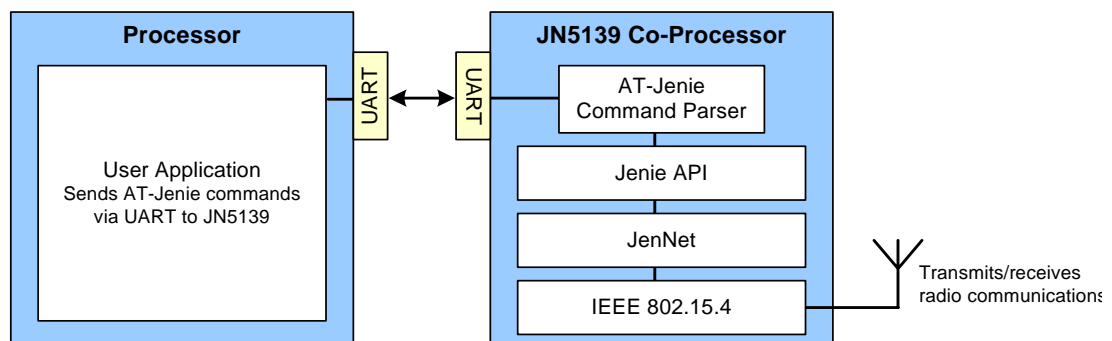 Processor
User Application
Sends AT-Jenie commands
via UART to JN5139
UART
UART
JN5139 Co-Processor
AT-Jenie
Command Parser
Jenie API
JenNet
IEEE 802.15.4
Transmits/receives
radio communications